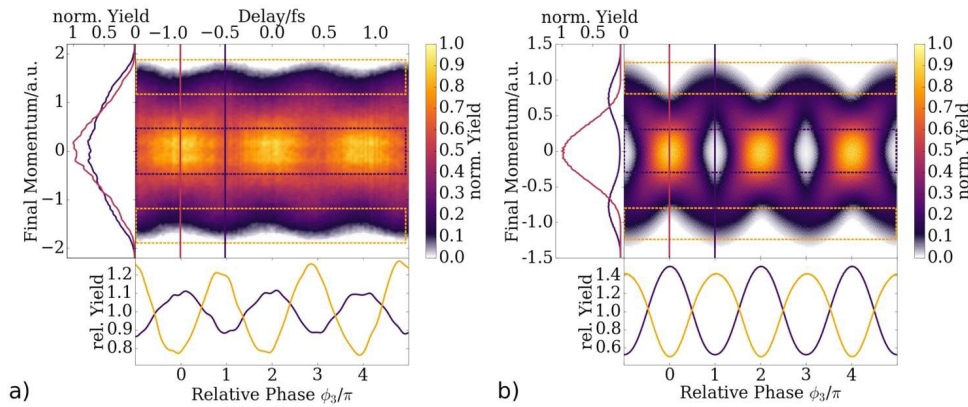 norm. Yield Delay/fs
1 0.5 0 -1.0 -0.5 0.0 0.5 1.0
2
1
0
−1
−2
Final Momentum/a.u.
1.0
0.9
0.8
0.7
0.6
0.5
0.4
0.3
0.2
0.1
0.0
norm. Yield
1.2
1.1
1.0
0.9
0.8
rel. Yield
0 1 2 3 4
Relative Phase ϕ₃/π
a)
norm. Yield
1 0.5 0
1.5
1.0
0.5
0
-0.5
-1.0
-1.5
Final Momentum/a.u.
1.0
0.9
0.8
0.7
0.6
0.5
0.4
0.3
0.2
0.1
0.0
norm. Yield
1.4
1.2
1.0
0.8
0.6
rel. Yield
0 1 2 3 4
Relative Phase ϕ₃/π
b)